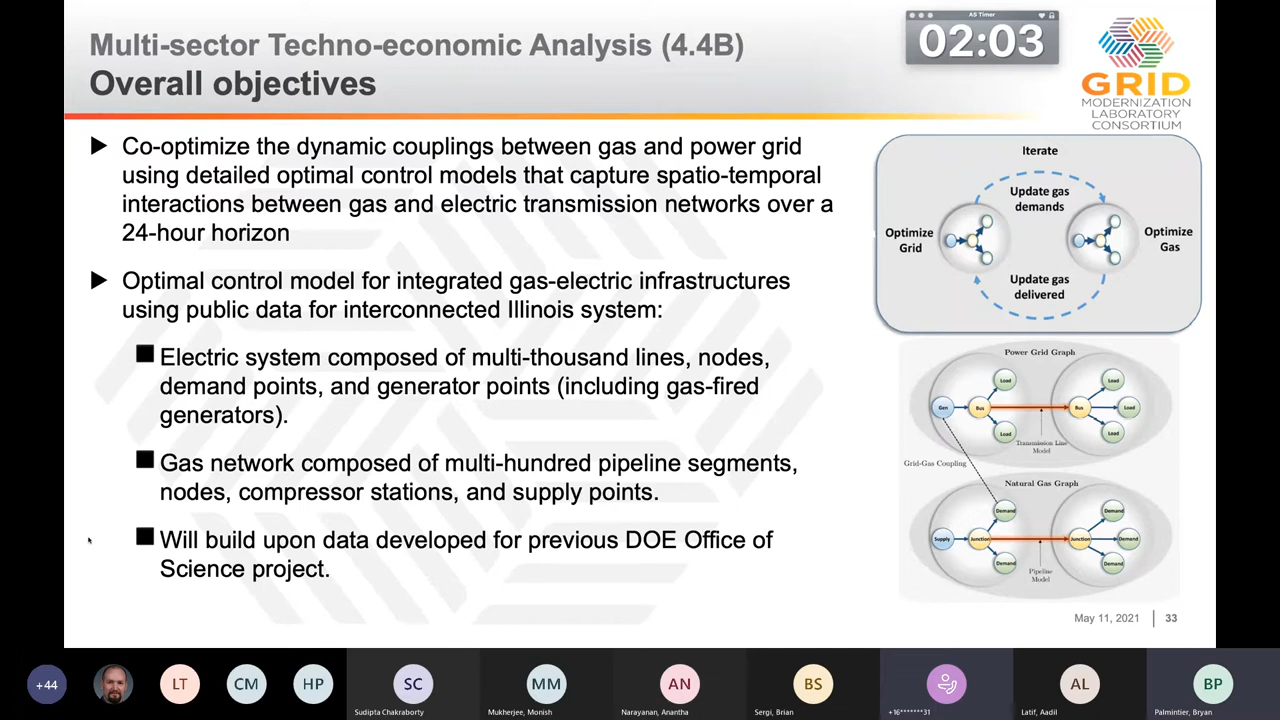 Multi-sector Techno-economic Analysis (4.4B)
Overall objectives
AS Timer
02:03
GRID
MODERNIZATION
LABORATORY
CONSORTIUM
▶ Co-optimize the dynamic couplings between gas and power grid
using detailed optimal control models that capture spatio-temporal
interactions between gas and electric transmission networks over a
24-hour horizon
▶ Optimal control model for integrated gas-electric infrastructures
using public data for interconnected Illinois system:
■ Electric system composed of multi-thousand lines, nodes,
demand points, and generator points (including gas-fired
generators).
■ Gas network composed of multi-hundred pipeline segments,
nodes, compressor stations, and supply points.
■ Will build upon data developed for previous DOE Office of
Science project.
Iterate
Update gas
demands
Optimize
Grid
Optimize
Gas
Update gas
delivered
Power Grid Graph
Load
Load
Gen
Bus
Bus
Load
Load
Load
Transmission Line
Model
Grid-Gas Coupling
Natural Gas Graph
Demand
Demand
Supply
Junction
Junction
Demand
Demand
Demand
Pipeline
Model
May 11, 2021
33
+44
LT
CM
HP
SC
MM
AN
BS
AL
BP
Sudipta Chakraborty
Mukherjee, Monish
Narayanan, Anantha
Sergi, Brian
+16*******31
Latif, Aadil
Palmintier, Bryan